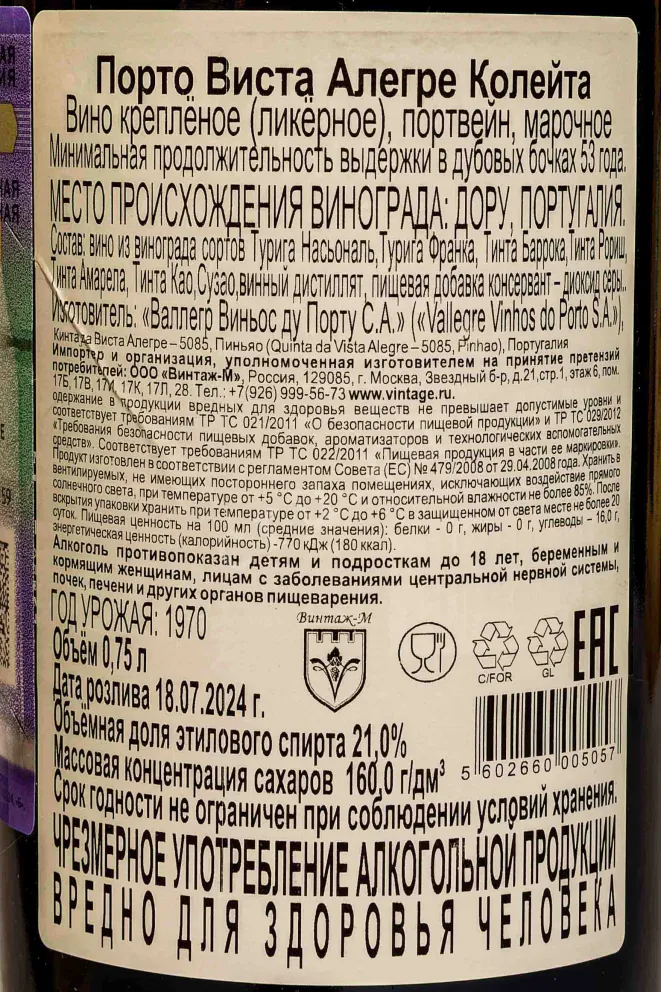 Порто Виста Алегре Колейта
Вино креплёное (ликёрное), портвейн, марочное
Минимальная продолжительность выдержки в дубовых бочках 53 года.
МЕСТО ПРОИСХОЖДЕНИЯ ВИНОГРАДА: ДОРУ, ПОРТУГАЛИЯ.
Состав: вино из винограда сортов Турига Насьональ, Турига Франка, Тинта Баррока, Тинта Рориш,
Тинта Амарела, Тинта Као, Сузао, винный дистиллят, пищевая добавка консервант – диоксид серы..
Изготовитель: «Валлегр Виньос ду Порту С.А.» («Vallegre Vinhos do Porto S.A.»),
Кинта да Виста Алегре – 5085, Пиньяо (Quinta da Vista Alegre – 5085, Pinhao), Португалия
Импортер и организация, уполномоченная изготовителем на принятие претензий
потребителей: ООО «Винтаж-М», Россия, 129085, г. Москва, Звездный б-р, д.21,стр.1, этаж 6, пом.
17Б, 17В, 17И, 17К, 17Л, 28. Тел.: +7(926) 999-56-73 www.vintage.ru.
одержание в продукции вредных для здоровья веществ не превышает допустимые уровни и
соответствует требованиям ТР ТС 021/2011 «О безопасности пищевой продукции» и ТР ТС 029/2012
«Требования безопасности пищевых добавок, ароматизаторов и технологических вспомогательных
средств». Соответствует требованиям ТР ТС 022/2011 «Пищевая продукция в части ее маркировки».
Продукт изготовлен в соответствии с регламентом Совета (ЕС) № 479/2008 от 29.04.2008 года. Хранить в
вентилируемых, не имеющих постороннего запаха помещениях, исключающих воздействие прямого
солнечного света, при температуре от +5 °С до +20 °С и относительной влажности не более 85%. После
вскрытия упаковки хранить при температуре от +2 °С до +6 °С в защищенном от света месте не более 20
суток. Пищевая ценность на 100 мл (средние значения): белки - 0 г, жиры - 0 г, углеводы – 16,0 г,
энергетическая ценность (калорийность) -770 кДж (180 ккал).
Алкоголь противопоказан детям и подросткам до 18 лет, беременным и
кормящим женщинам, лицам с заболеваниями центральной нервной системы,
почек, печени и других органов пищеварения.
ГОД УРОЖАЯ: 1970
Объём 0,75 л
Дата розлива 18.07.2024 г.
Объёмная доля этилового спирта 21,0%
Массовая концентрация сахаров 160,0 г/дм³
Срок годности не ограничен при соблюдении условий хранения.
Винтаж-М
C/FOR
GL
ЕАС
5 602660 005057
ЧРЕЗМЕРНОЕ УПОТРЕБЛЕНИЕ АЛКОГОЛЬНОЙ ПРОДУКЦИИ
ВРЕДНО ДЛЯ ЗДОРОВЬЯ ЧЕЛОВЕКА
59